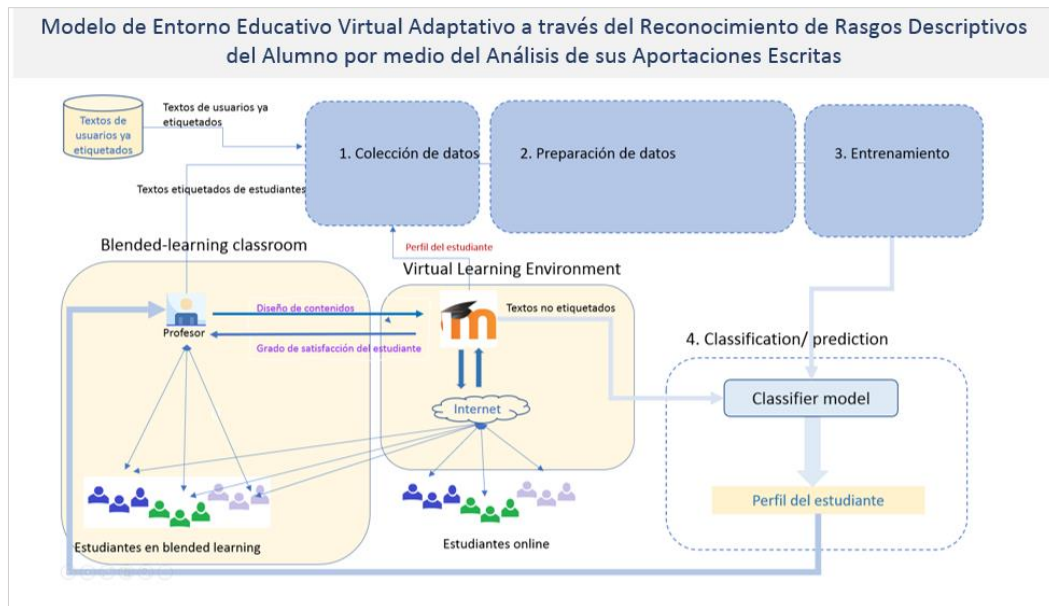 Modelo de Entorno Educativo Virtual Adaptativo a través del Reconocimiento de Rasgos Descriptivos
del Alumno por medio del Análisis de sus Aportaciones Escritas
Textos de
usuarios ya
etiquetados
Textos de usuarios ya
etiquetados
1. Colección de datos
2. Preparación de datos
3. Entrenamiento
Textos etiquetados de estudiantes
Blended-learning classroom
Perfil del estudiante
Virtual Learning Environment
Profesor
Diseño de contenidos
Grado de satisfacción del estudiante
m
Textos no etiquetados
4. Classification/ prediction
Classifier model
Internet
Perfil del estudiante
Estudiantes en blended learning
Estudiantes online